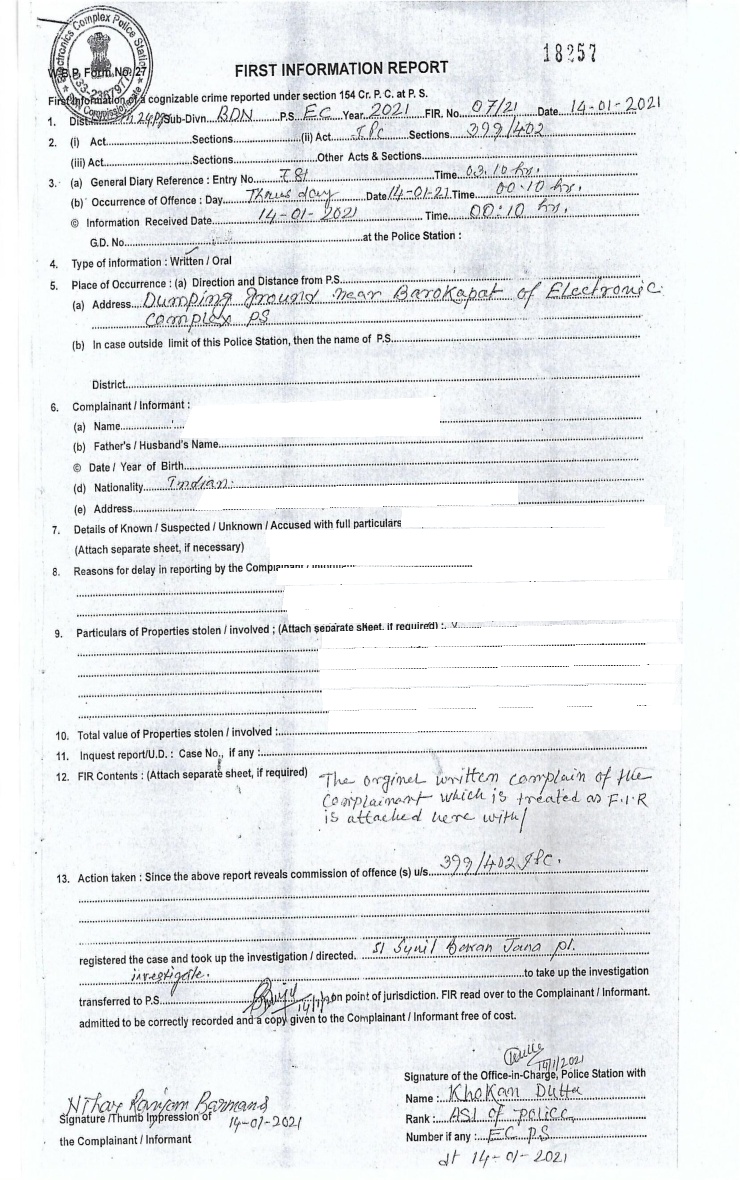 18257
Electronics Complex Police Station
W.B.P. Form No. 27
FIRST INFORMATION REPORT
First Information of a cognizable crime reported under section 154 Cr. P. C. at P. S.
1. Dist. 24 Pgs Sub-Divn. BDN P.S. EC Year. 2021 FIR. No. 07/21 Date 14-01-2021
2. (i) Act Sections (ii) Act. IPC Sections 399/402
(iii) Act Sections Other Acts & Sections
3. (a) General Diary Reference : Entry No. 781 Time 03.10 hr.
(b) Occurrence of Offence : Day Thrus day Date 14-01-21 Time 00.10 hr.
© Information Received Date 14-01-2021 Time 00:10 hr.
G.D. No. at the Police Station :
4. Type of information : Written / Oral
5. Place of Occurrence : (a) Direction and Distance from P.S.
(a) Address Dumping ground near Barokapat of Electronic
Complex PS
(b) In case outside limit of this Police Station, then the name of P.S.
District
6. Complainant / Informant :
(a) Name
(b) Father's / Husband's Name
© Date / Year of Birth
(d) Nationality Indian.
(e) Address
7. Details of Known / Suspected / Unknown / Accused with full particulars
(Attach separate sheet, if necessary)
8. Reasons for delay in reporting by the
9. Particulars of Properties stolen / involved ; (Attach separate sheet. if required) :.
10. Total value of Properties stolen / involved :
11. Inquest report/U.D. : Case No., if any :
12. FIR Contents : (Attach separate sheet, if required) The orginel written complain of the
Complainant which is treated as F.I.R
is attached here with/
13. Action taken : Since the above report reveals commission of offence (s) u/s. 399/402 IPC.
registered the case and took up the investigation / directed. SI Synil Jana pl.
investigate. to take up the investigation
transferred to P.S. on point of jurisdiction. FIR read over to the Complainant / Informant.
admitted to be correctly recorded and a copy given to the Complainant / Informant free of cost.
14/1/2021
Signature of the Office-in-Charge, Police Station with
Name : Khokan Dutta
Rank : ASI of Police
Number if any : EC PS
dt 14-01-2021
Nihar Ranjan Barman
Signature /Thumb Impression of 14-01-2021
the Complainant / Informant